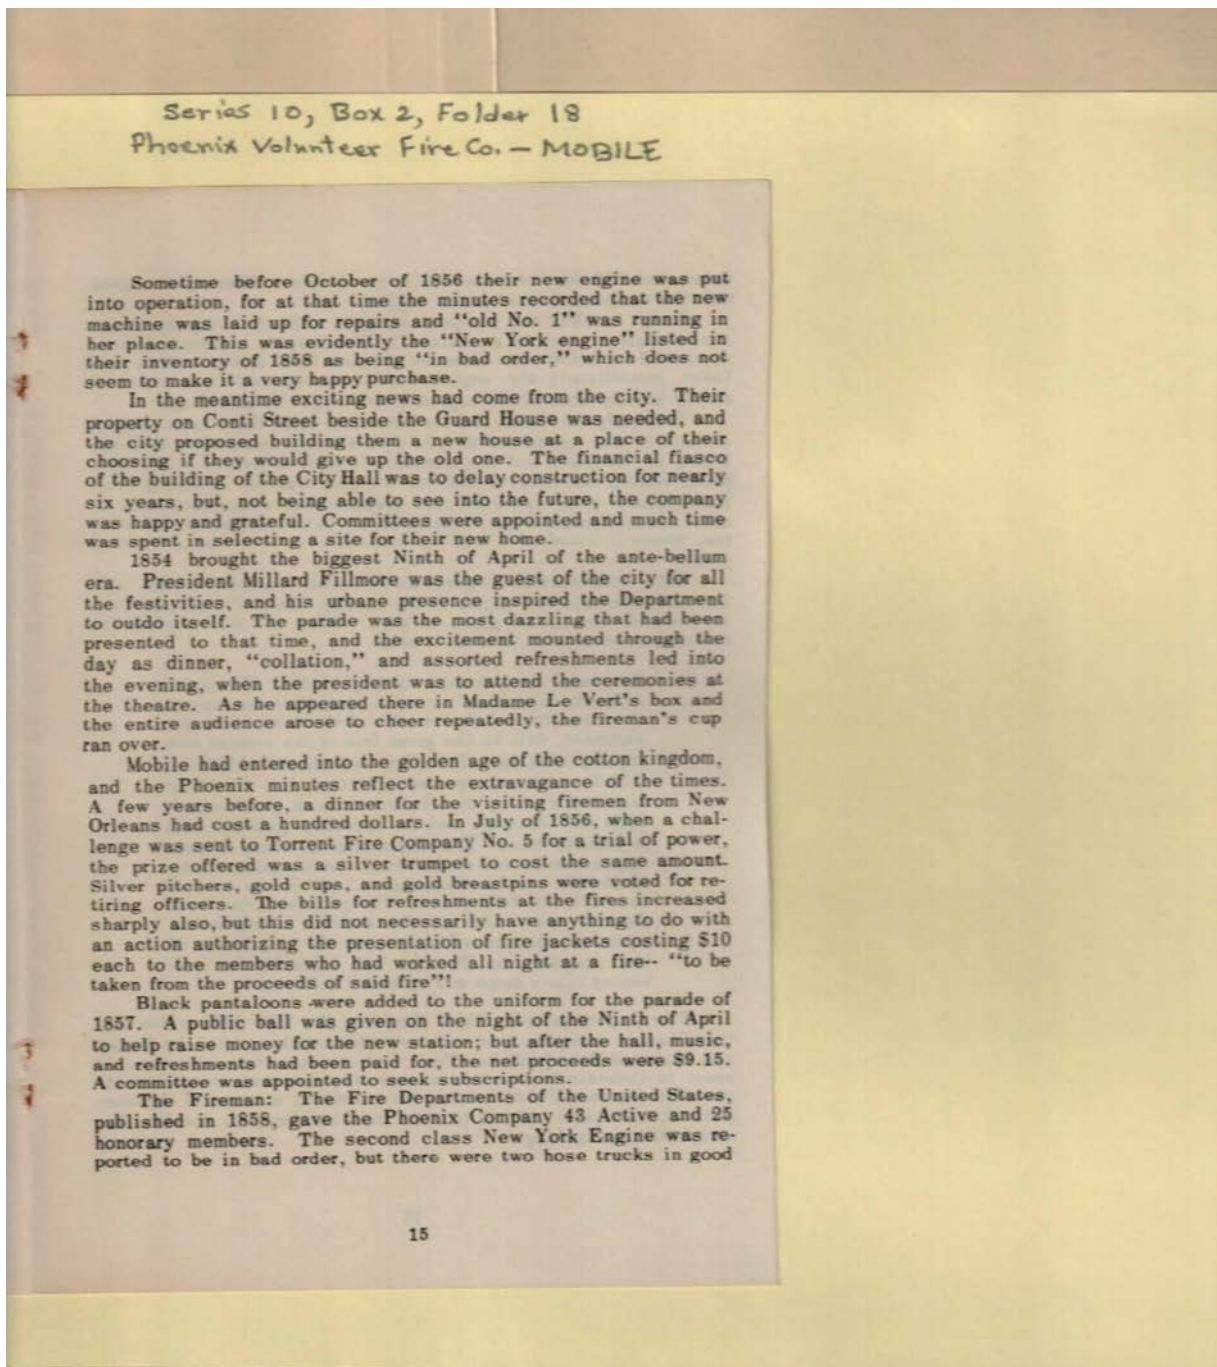 Series 10, Box 2, Folder 18
Phoenix Volunteer Fire Co. — MOBILE
Sometime before October of 1856 their new engine was put
into operation, for at that time the minutes recorded that the new
machine was laid up for repairs and "old No. 1" was running in
her place. This was evidently the "New York engine" listed in
their inventory of 1858 as being "in bad order," which does not
seem to make it a very happy purchase.
In the meantime exciting news had come from the city. Their
property on Conti Street beside the Guard House was needed, and
the city proposed building them a new house at a place of their
choosing if they would give up the old one. The financial fiasco
of the building of the City Hall was to delay construction for nearly
six years, but, not being able to see into the future, the company
was happy and grateful. Committees were appointed and much time
was spent in selecting a site for their new home.
1854 brought the biggest Ninth of April of the ante-bellum
era. President Millard Fillmore was the guest of the city for all
the festivities, and his urbane presence inspired the Department
to outdo itself. The parade was the most dazzling that had been
presented to that time, and the excitement mounted through the
day as dinner, "collation," and assorted refreshments led into
the evening, when the president was to attend the ceremonies at
the theatre. As he appeared there in Madame Le Vert's box and
the entire audience arose to cheer repeatedly, the fireman's cup
ran over.
Mobile had entered into the golden age of the cotton kingdom,
and the Phoenix minutes reflect the extravagance of the times.
A few years before, a dinner for the visiting firemen from New
Orleans had cost a hundred dollars. In July of 1856, when a chal-
lenge was sent to Torrent Fire Company No. 5 for a trial of power,
the prize offered was a silver trumpet to cost the same amount.
Silver pitchers, gold cups, and gold breastpins were voted for re-
tiring officers. The bills for refreshments at the fires increased
sharply also, but this did not necessarily have anything to do with
an action authorizing the presentation of fire jackets costing $10
each to the members who had worked all night at a fire-- "to be
taken from the proceeds of said fire"!
Black pantaloons were added to the uniform for the parade of
1857. A public ball was given on the night of the Ninth of April
to help raise money for the new station; but after the hall, music,
and refreshments had been paid for, the net proceeds were $9.15.
A committee was appointed to seek subscriptions.
The Fireman: The Fire Departments of the United States,
published in 1858, gave the Phoenix Company 43 Active and 25
honorary members. The second class New York Engine was re-
ported to be in bad order, but there were two hose trucks in good
15